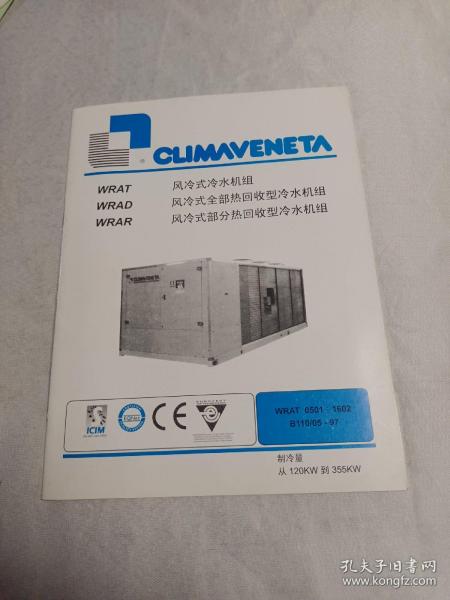 CLIMAVENETA
WRAT 风冷式冷水机组
WRAD 风冷式全部热回收型冷水机组
WRAR 风冷式部分热回收型冷水机组
CLIMAVENETA
ICIM
CE
EUROVENT
WRAT 0501 - 1602
B110/05 - 97
制冷量
从 120KW 到 355KW
孔夫子旧书网
www.kongfz.com